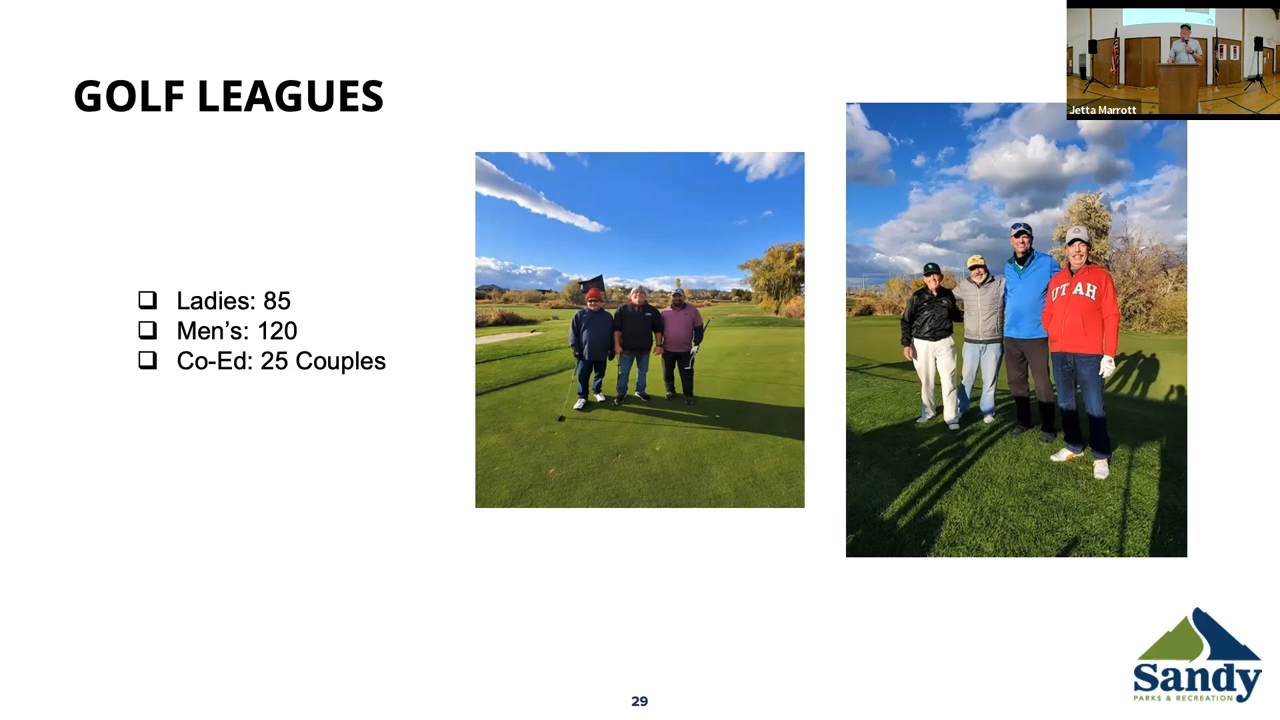 GOLF LEAGUES
Jetta Marrott
Ladies: 85
Men’s: 120
Co-Ed: 25 Couples
UTAH
Sandy
PARKS & RECREATION
29